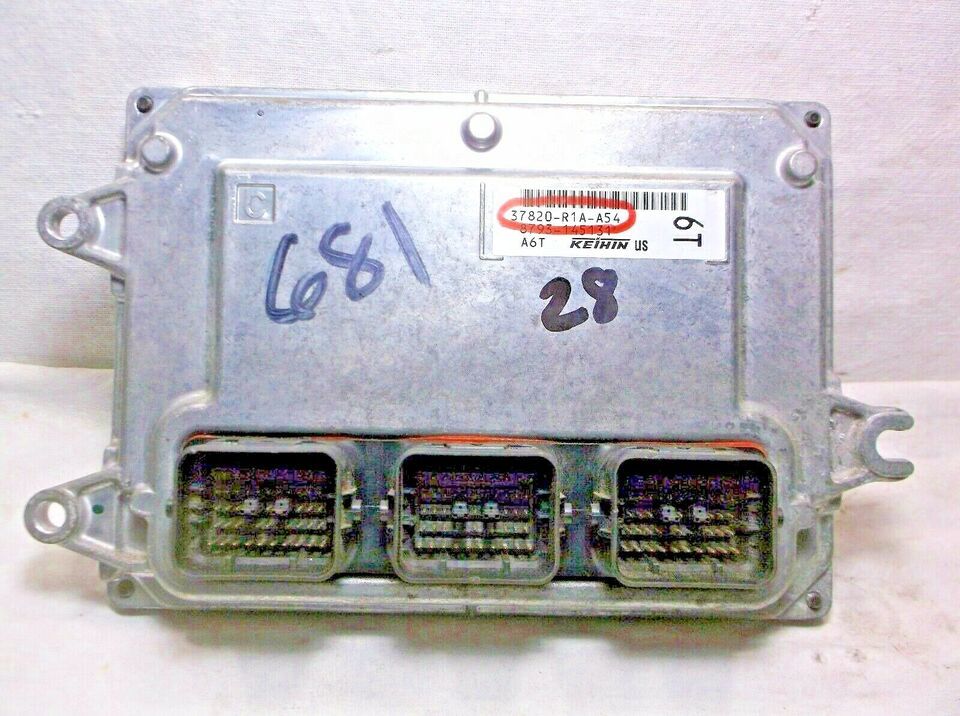 C
37820-R1A-A54
8793-145131
A6T KEIHIN US
6T
681
28